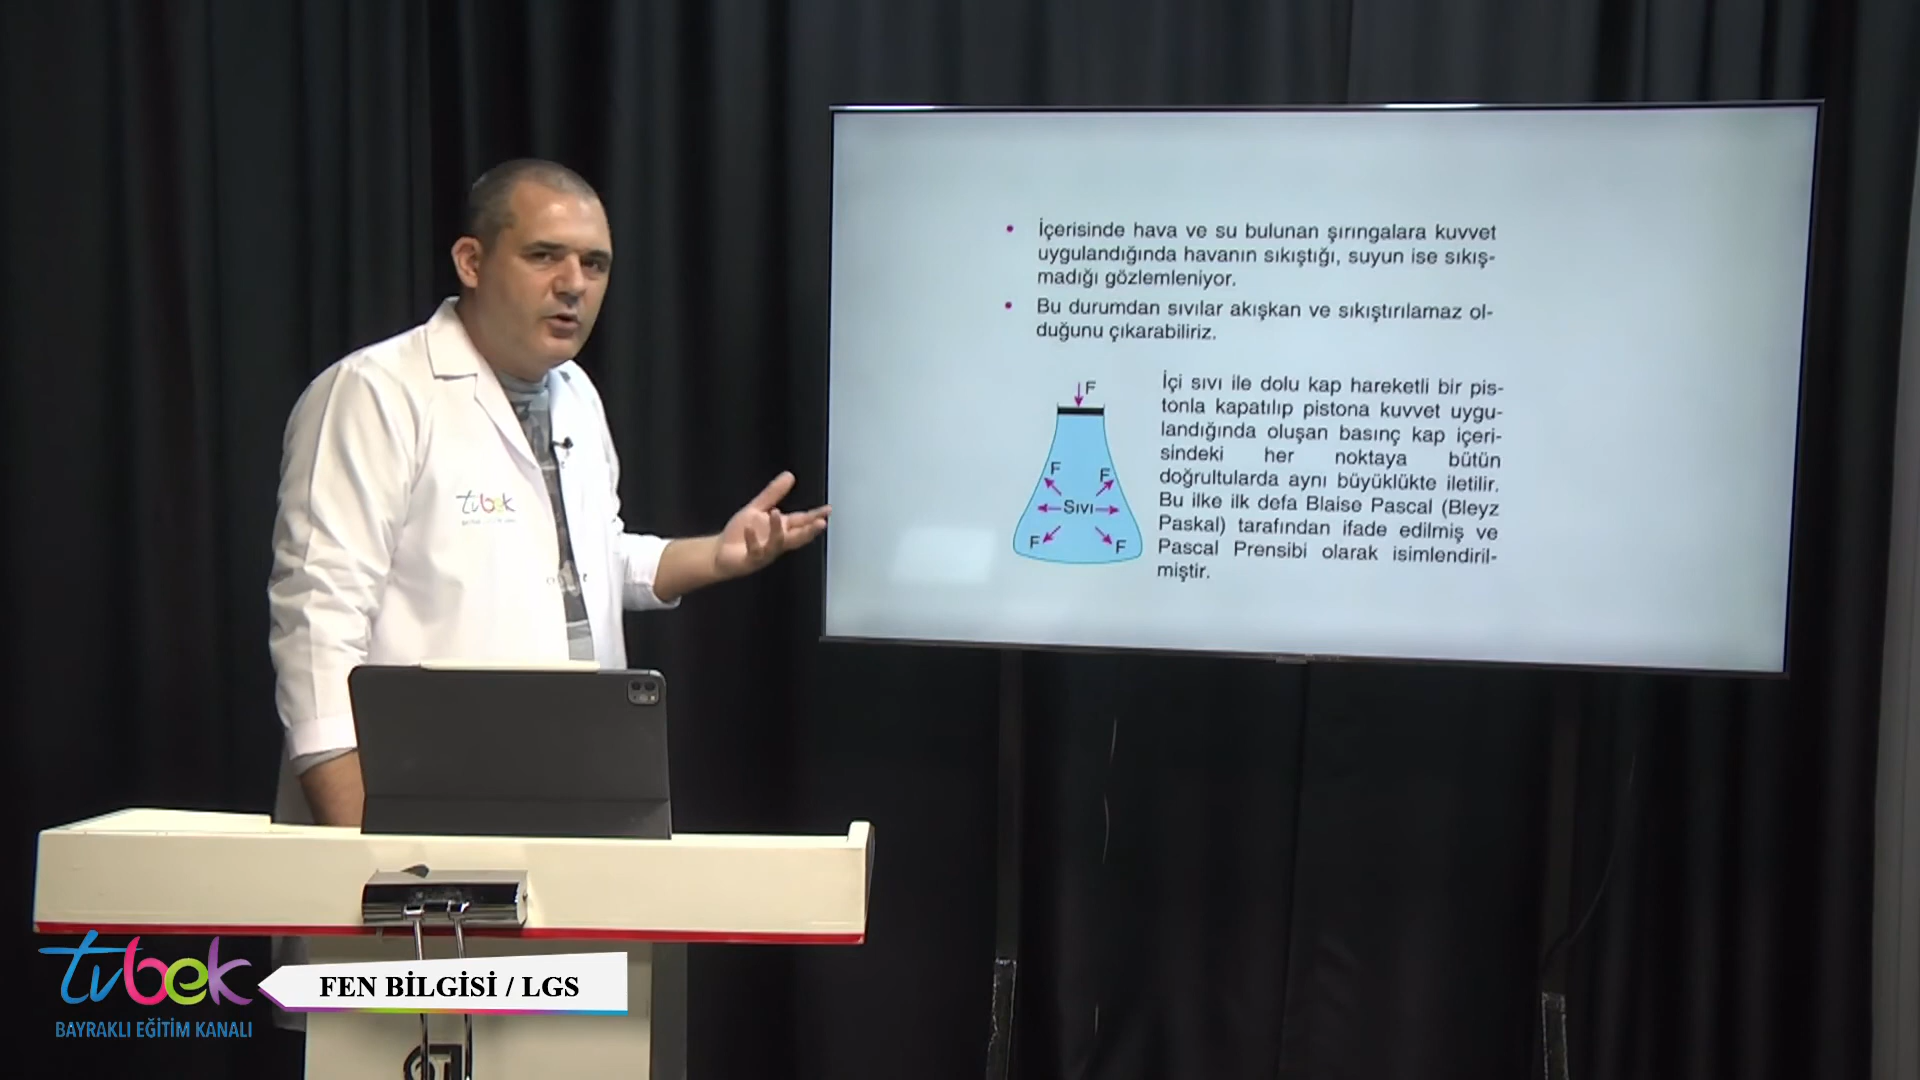 • İçerisinde hava ve su bulunan şırıngalara kuvvet
uygulandığında havanın sıkıştığı, suyun ise sıkış-
madığı gözlemleniyor.
• Bu durumdan sıvılar akışkan ve sıkıştırılamaz ol-
duğunu çıkarabiliriz.
F
F
F
Sıvı
F
F
İçi sıvı ile dolu kap hareketli bir pis-
tonla kapatılıp pistona kuvvet uygu-
landığında oluşan basınç kap içeri-
sindeki her noktaya bütün
doğrultularda aynı büyüklükte iletilir.
Bu ilke ilk defa Blaise Pascal (Bleyz
Paskal) tarafından ifade edilmiş ve
Pascal Prensibi olarak isimlendiril-
miştir.
tvbek
tvbek
BAYRAKLI EĞİTİM KANALI
FEN BİLGİSİ / LGS